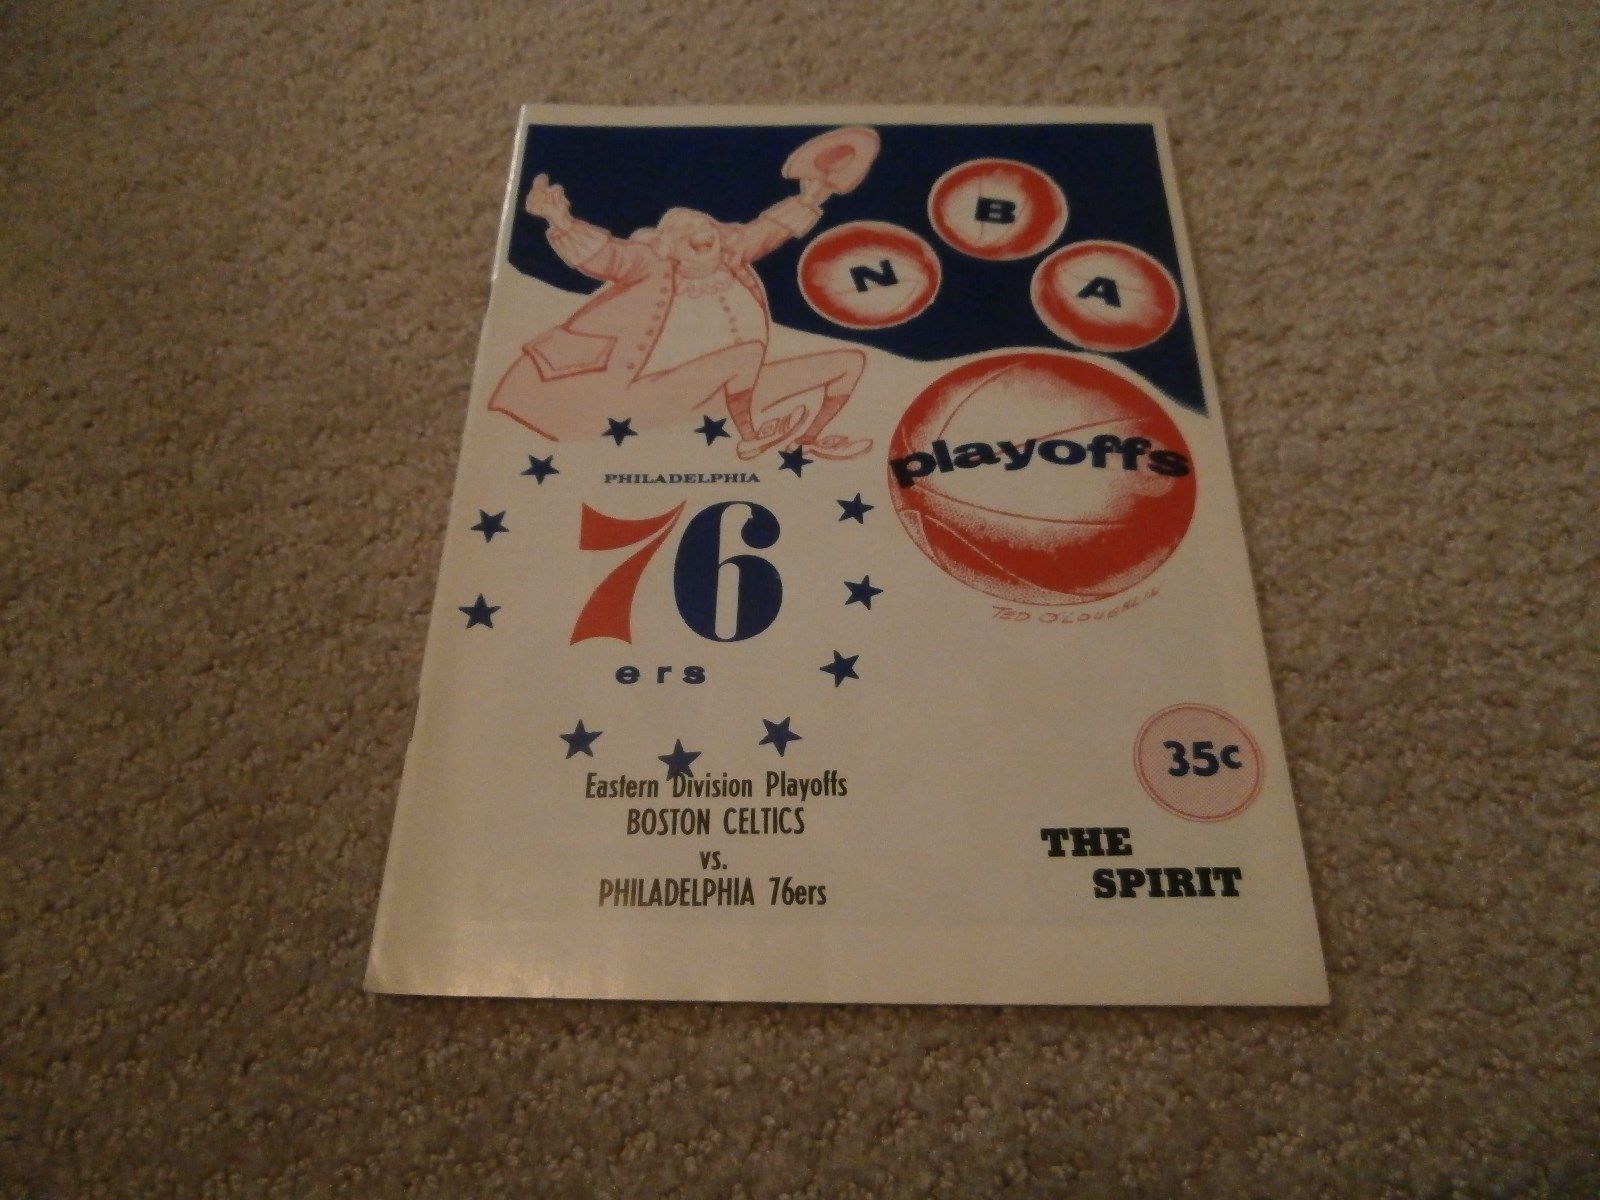 N B A
playoffs
TED O'LOUGHLIN
PHILADELPHIA
76
ers
35c
Eastern Division Playoffs
BOSTON CELTICS
vs.
PHILADELPHIA 76ers
THE
SPIRIT